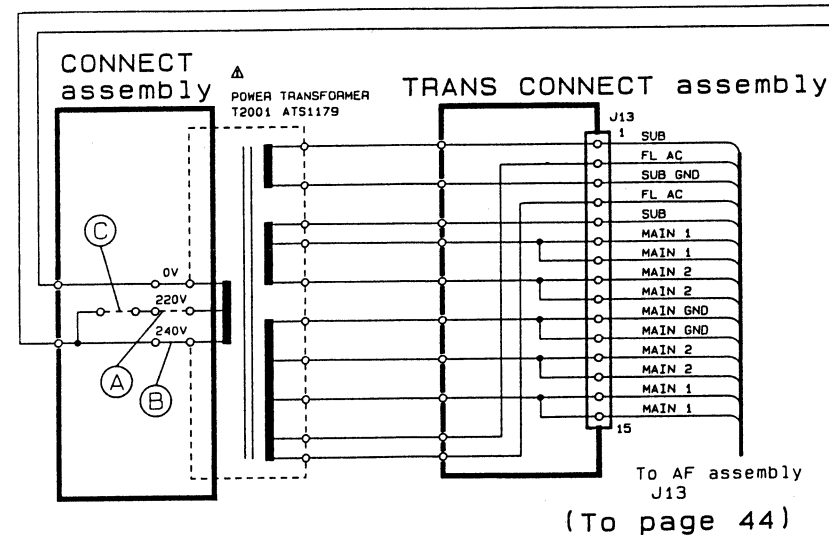 CONNECT
assembly
⚠
POWER TRANSFORMER
T2001 ATS1179
TRANS CONNECT assembly
J13
1
SUB
FL AC
SUB GND
FL AC
SUB
MAIN 1
MAIN 1
MAIN 2
MAIN 2
MAIN GND
MAIN GND
MAIN 2
MAIN 2
MAIN 1
MAIN 1
15
C
0V
220V
240V
A
B
To AF assembly
J13
(To page 44)